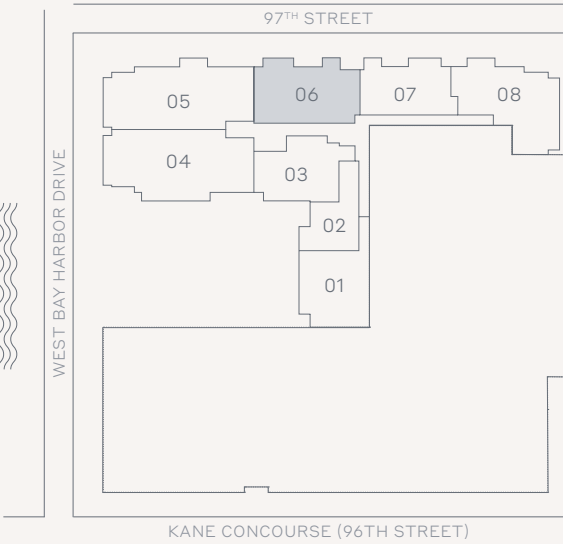 97TH STREET
05
06
07
08
04
03
02
01
WEST BAY HARBOR DRIVE
KANE CONCOURSE (96TH STREET)